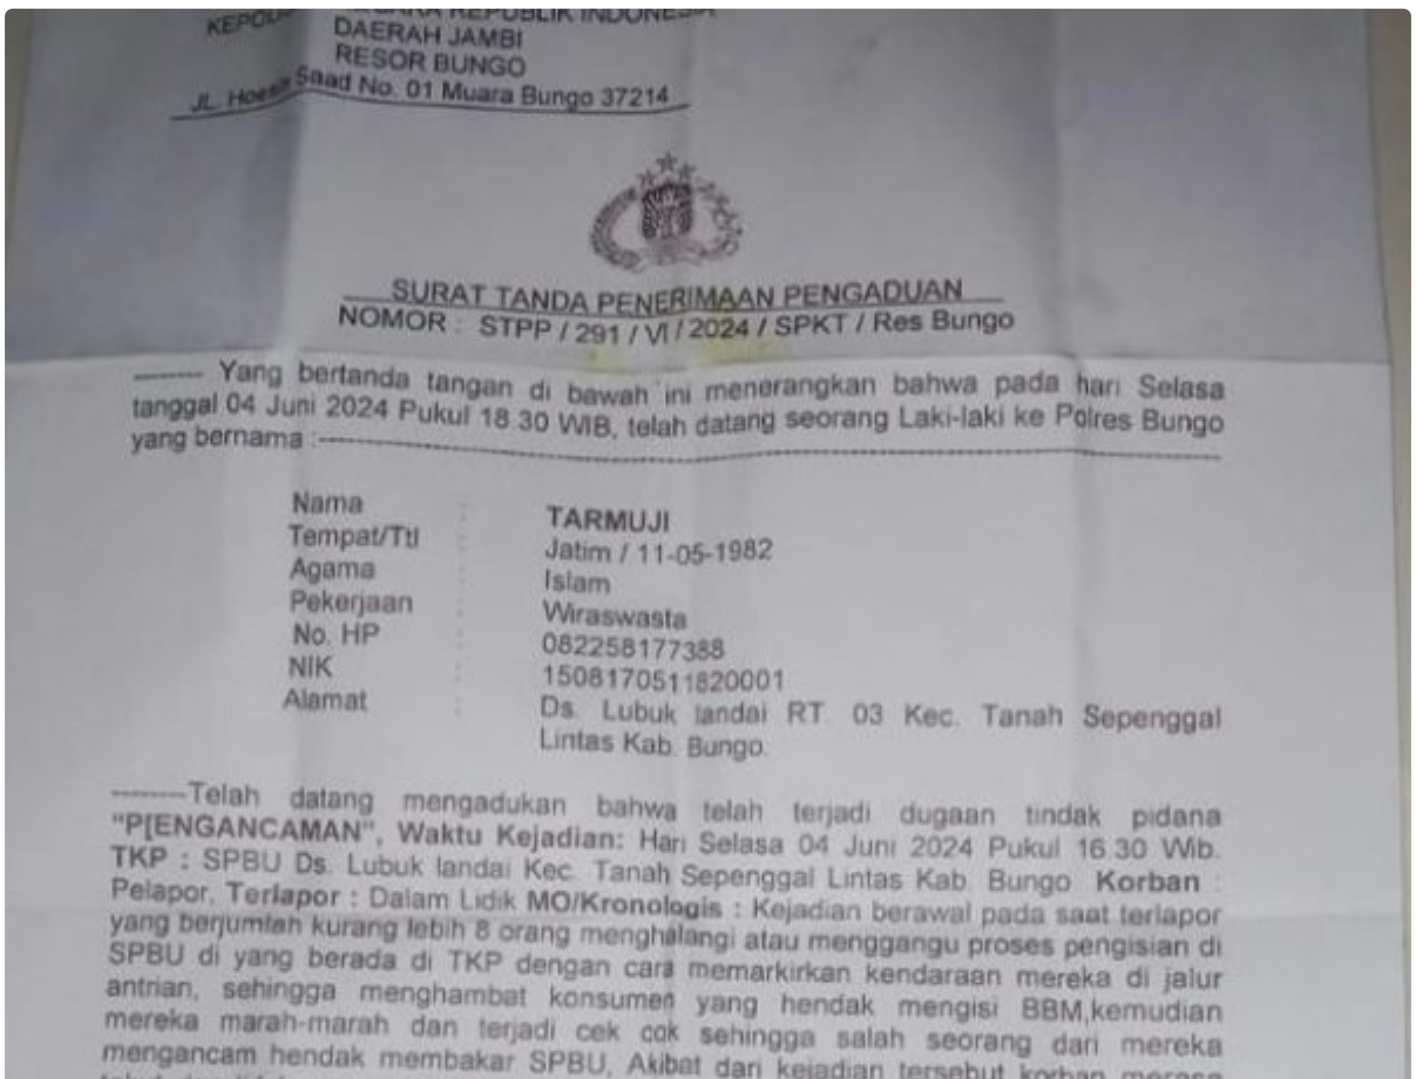 NEGARA REPUBLIK INDONESIA
DAERAH JAMBI
RESOR BUNGO
JL. Hoesin Saad No. 01 Muara Bungo 37214
SURAT TANDA PENERIMAAN PENGADUAN
NOMOR : STPP / 291 / VI / 2024 / SPKT / Res Bungo
-------- Yang bertanda tangan di bawah ini menerangkan bahwa pada hari Selasa
tanggal 04 Juni 2024 Pukul 18.30 WIB, telah datang seorang Laki-laki ke Polres Bungo
yang bernama :--------
Nama : TARMUJI
Tempat/Ttl : Jatim / 11-05-1982
Agama : Islam
Pekerjaan : Wiraswasta
No. HP : 082258177388
NIK : 1508170511820001
Alamat : Ds. Lubuk landai RT. 03 Kec. Tanah Sepenggal
Lintas Kab. Bungo.
--------Telah datang mengadukan bahwa telah terjadi dugaan tindak pidana
"P[ENGANCAMAN", Waktu Kejadian: Hari Selasa 04 Juni 2024 Pukul 16.30 Wib.
TKP : SPBU Ds. Lubuk landai Kec. Tanah Sepenggal Lintas Kab. Bungo Korban :
Pelapor, Terlapor : Dalam Lidik MO/Kronologis : Kejadian berawal pada saat terlapor
yang berjumlah kurang lebih 8 orang menghalangi atau menggangu proses pengisian di
SPBU di yang berada di TKP dengan cara memarkirkan kendaraan mereka di jalur
antrian, sehingga menghambat konsumen yang hendak mengisi BBM,kemudian
mereka marah-marah dan terjadi cek cok sehingga salah seorang dari mereka
mengancam hendak membakar SPBU, Akibat dari kejadian tersebut korban merasa